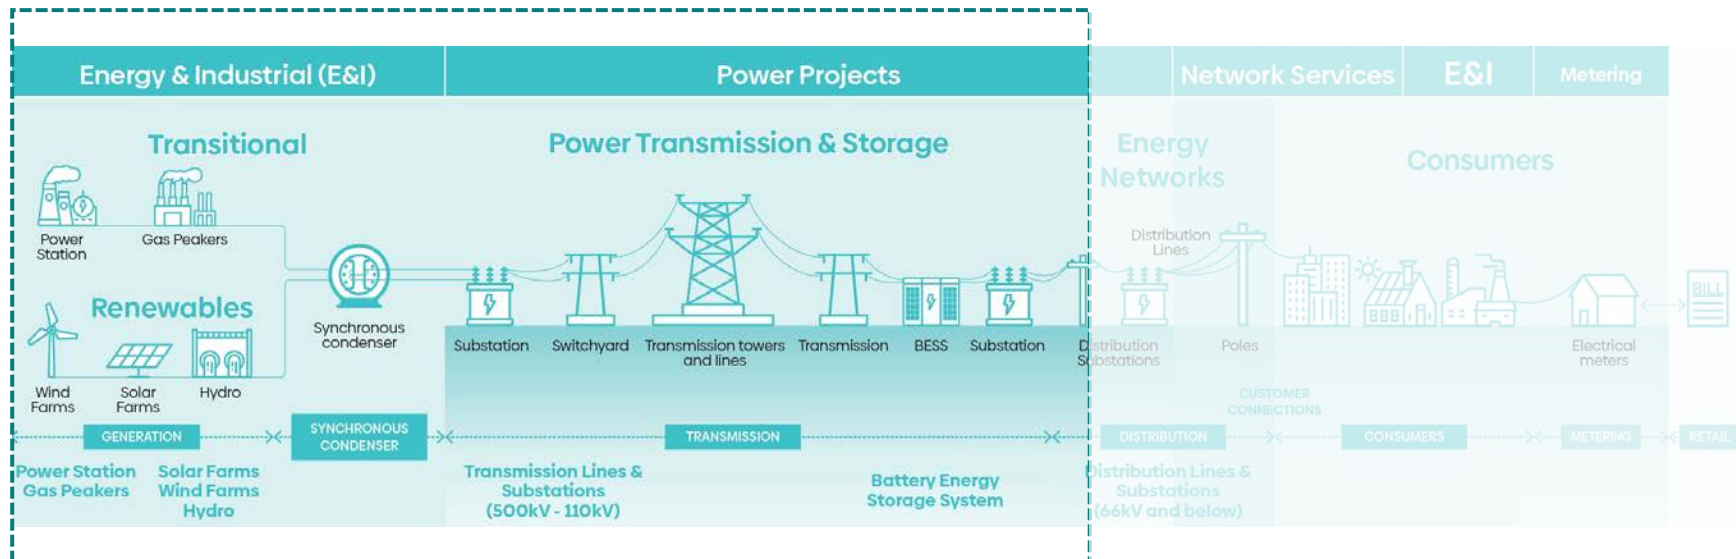 Energy & Industrial (E&I)
Power Projects
Network Services
E&I
Metering
Transitional
Power Transmission & Storage
Energy
Networks
Consumers
Power
Station
Gas Peakers
Distribution
Lines
Renewables
BILL
Synchronous
condenser
Substation
Switchyard
Transmission towers
and lines
Transmission
BESS
Substation
Distribution
Substations
Poles
Electrical
meters
Wind
Farms
Solar
Farms
Hydro
CUSTOMER
CONNECTIONS
GENERATION
SYNCHRONOUS
CONDENSER
TRANSMISSION
DISTRIBUTION
CONSUMERS
METERING
RETAIL
Power Station
Gas Peakers
Solar Farms
Wind Farms
Hydro
Transmission Lines &
Substations
(500kV - 110kV)
Battery Energy
Storage System
Distribution Lines &
Substations
(66kV and below)